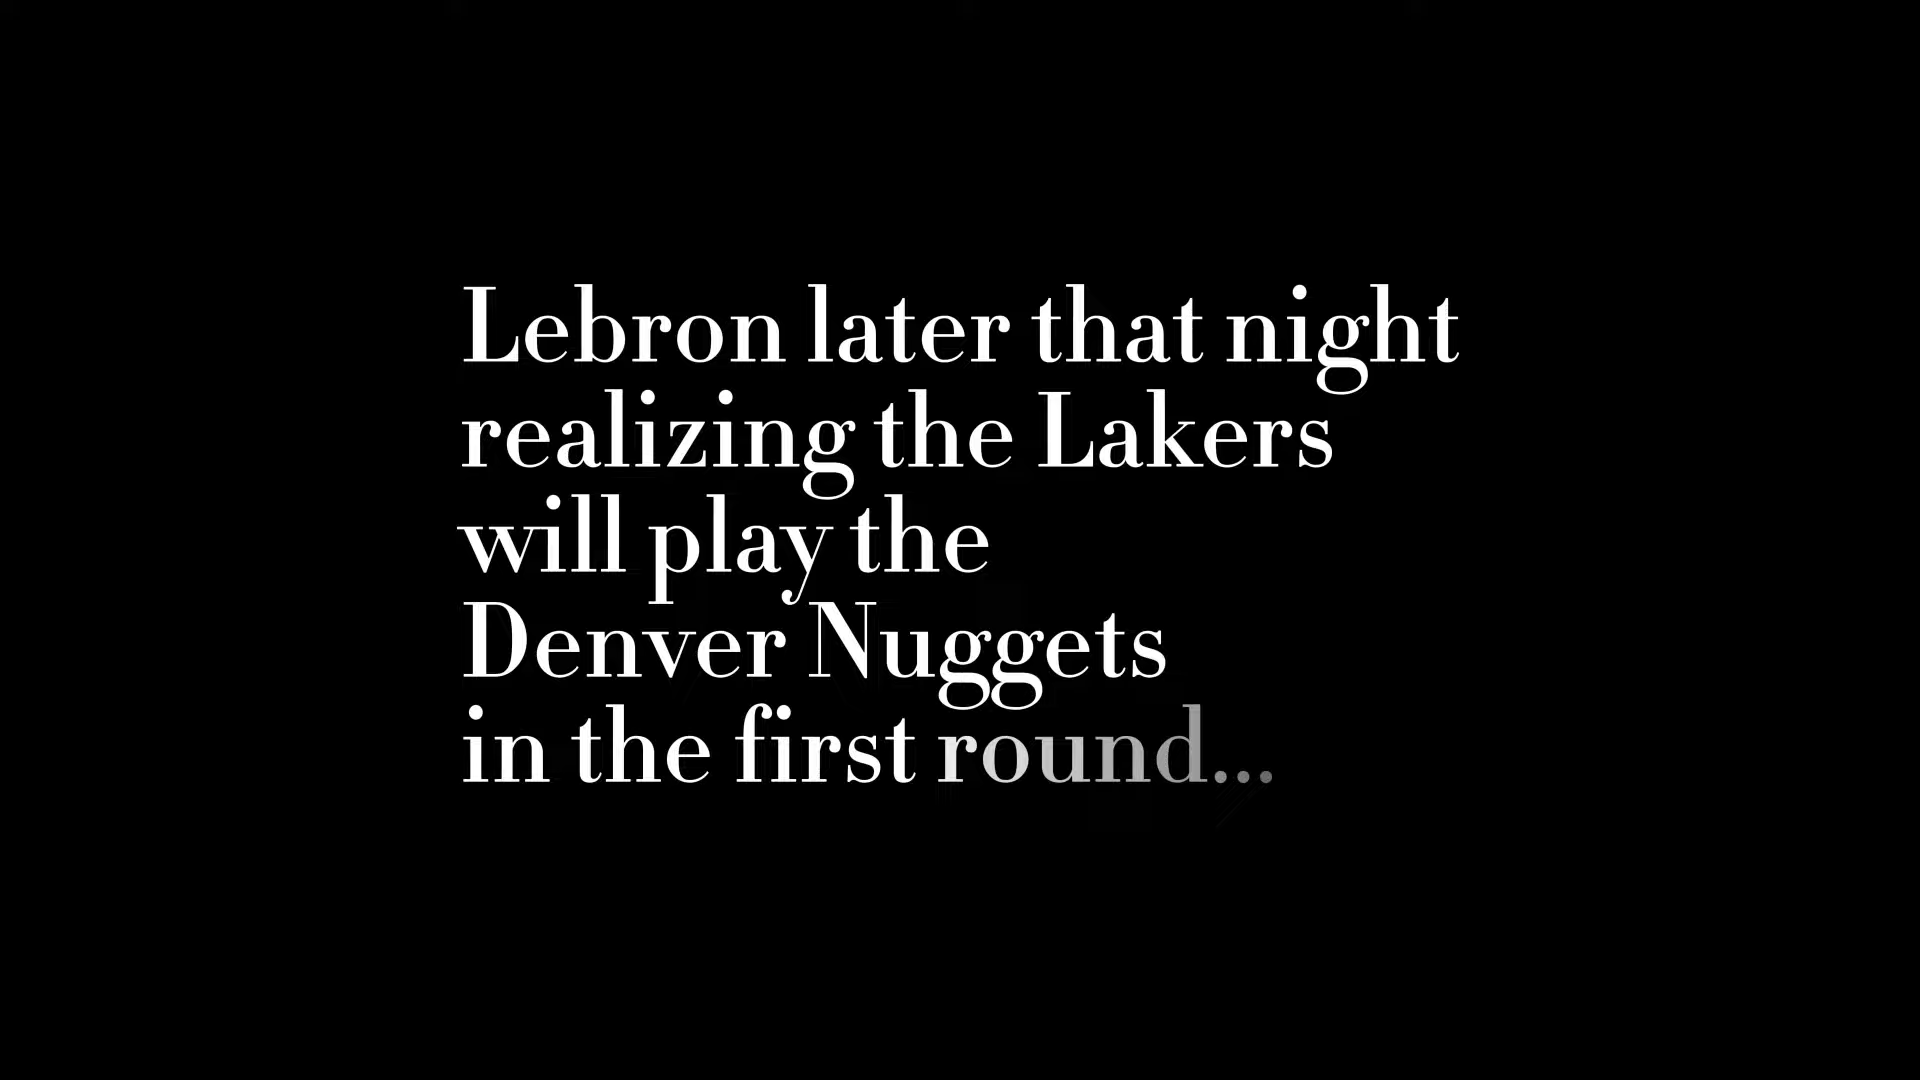 Lebron later that night
realizing the Lakers
will play the
Denver Nuggets
in the first round...